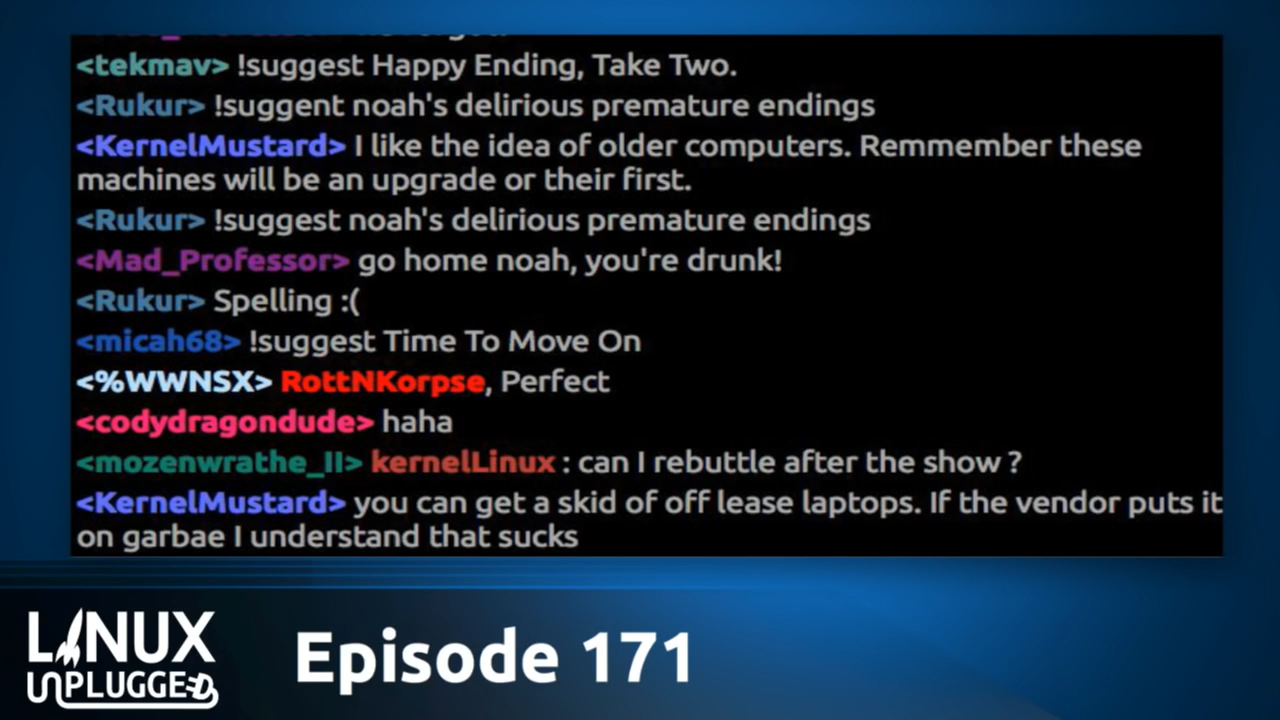 <tekmav> !suggest Happy Ending, Take Two.
<Rukur> !suggent noah's delirious premature endings
<KernelMustard> I like the idea of older computers. Remmember these
machines will be an upgrade or their first.
<Rukur> !suggest noah's delirious premature endings
<Mad_Professor> go home noah, you're drunk!
<Rukur> Spelling :(
<micah68> !suggest Time To Move On
<%WWNSX> RottNKorpse, Perfect
<codydragondude> haha
<mozenwrathe_II> kernelLinux : can I rebuttle after the show ?
<KernelMustard> you can get a skid of off lease laptops. If the vendor puts it
on garbae I understand that sucks
LINUX
UNPLUGGED
Episode 171